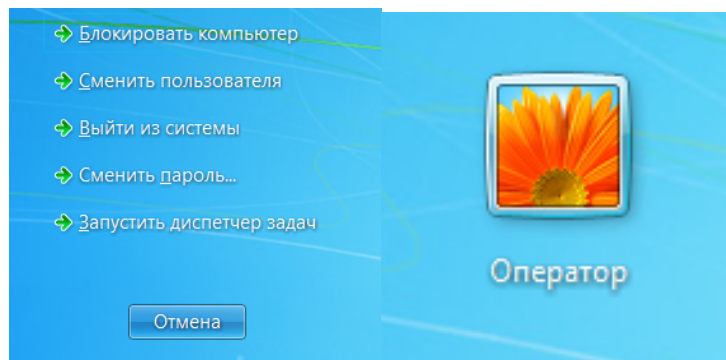 Блокировать компьютер
Сменить пользователя
Выйти из системы
Сменить пароль...
Запустить диспетчер задач
Отмена
Оператор